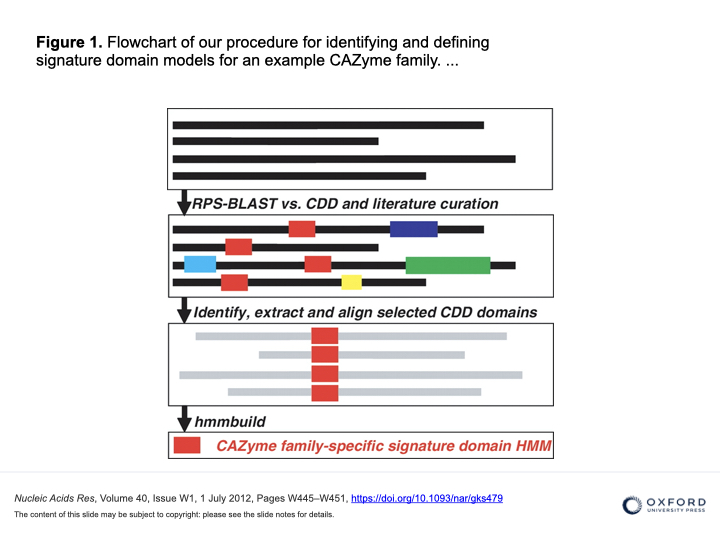 Figure 1. Flowchart of our procedure for identifying and defining
signature domain models for an example CAZyme family. ...
RPS-BLAST vs. CDD and literature curation
Identify, extract and align selected CDD domains
hmmbuild
CAZyme family-specific signature domain HMM
Nucleic Acids Res, Volume 40, Issue W1, 1 July 2012, Pages W445–W451, https://doi.org/10.1093/nar/gks479
The content of this slide may be subject to copyright: please see the slide notes for details.
OXFORD
UNIVERSITY PRESS